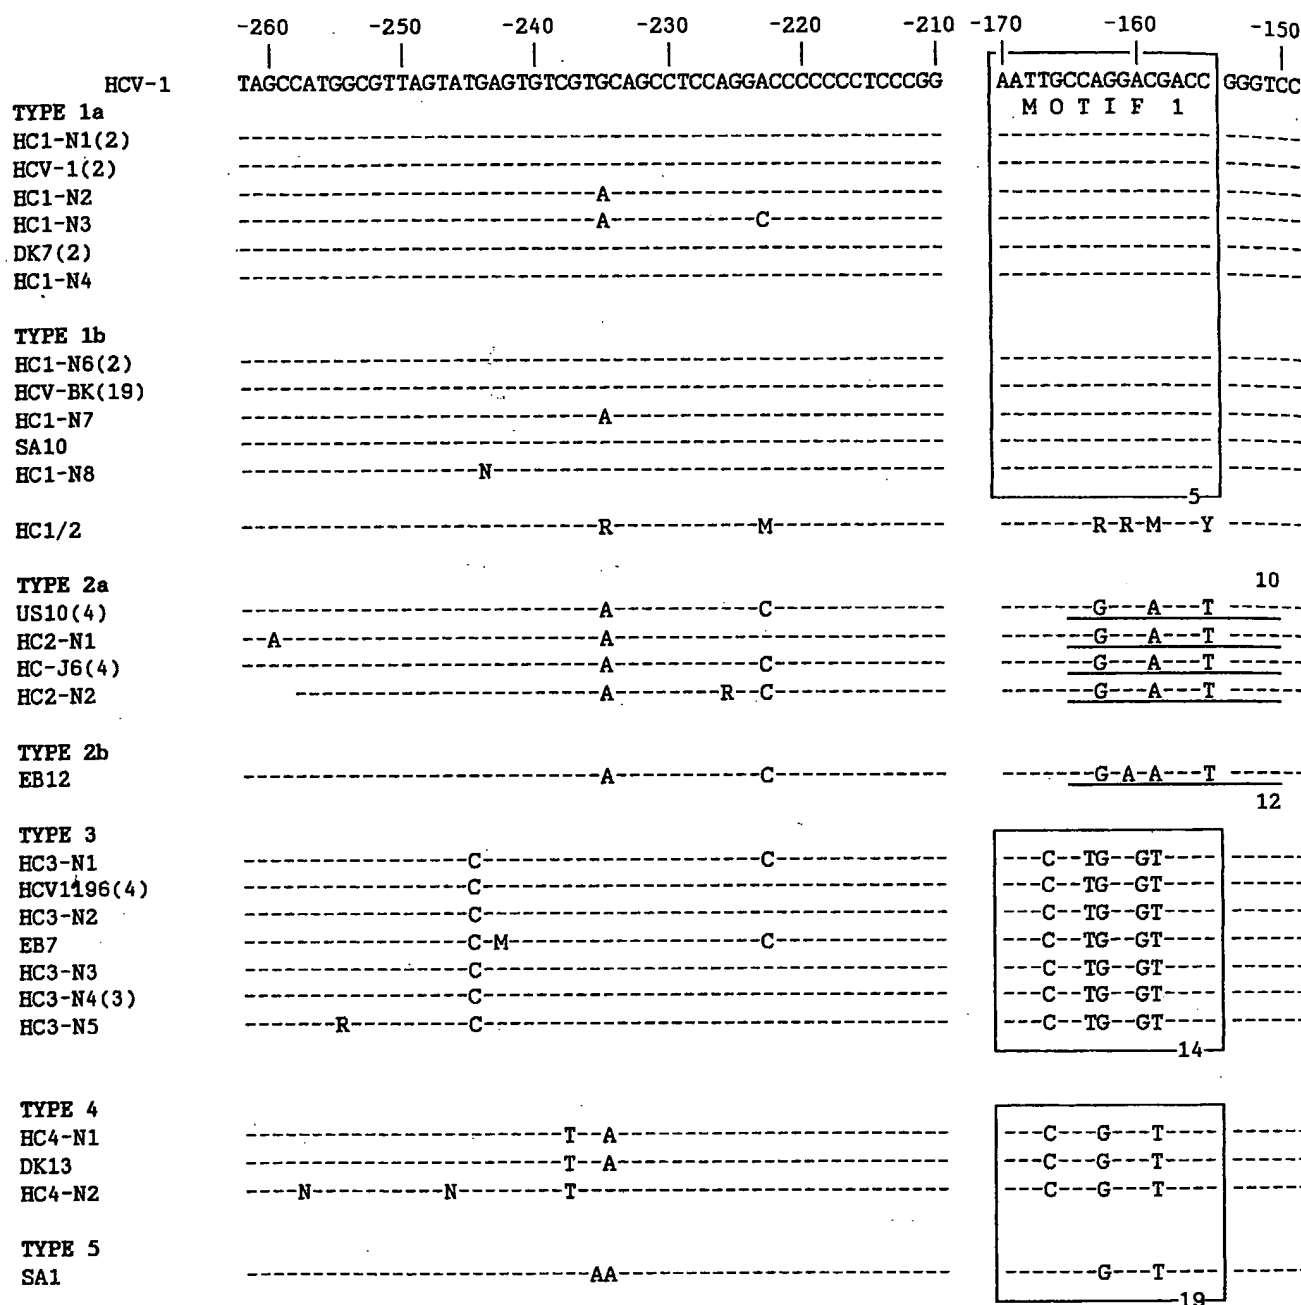 -260 -250 -240 -230 -220 -210 -170 -160 -150
HCV-1 TAGCCATGGCGTTAGTATGAGTGTCGTGCAGCCTCCAGGACCCCCCCTCCCGG AATTGCCAGGACGACC GGGTCC
TYPE 1a MOTIF 1
HC1-N1(2) ----------------------------------------------------- ---------------- ------
HCV-1(2) ----------------------------------------------------- ---------------- ------
HC1-N2 ---------------------------A------------------------- ---------------- ------
HC1-N3 ---------------------------A-----------C------------- ---------------- ------
DK7(2) ----------------------------------------------------- ---------------- ------
HC1-N4 ----------------------------------------------------- ---------------- ------
TYPE 1b
HC1-N6(2) ----------------------------------------------------- ---------------- ------
HCV-BK(19) ----------------------------------------------------- ---------------- ------
HC1-N7 ---------------------------A------------------------- ---------------- ------
SA10 ----------------------------------------------------- ---------------- ------
HC1-N8 ------------------N---------------------------------- ---------------- ------
5
HC1/2 ---------------------------R-----------M------------- -------R-R-M---Y ------
TYPE 2a 10
US10(4) ---------------------------A-----------C------------- -------G---A---T ------
HC2-N1 --A------------------------A------------------------- -------G---A---T ------
HC-J6(4) ---------------------------A-----------C------------- -------G---A---T ------
HC2-N2 -----------------------A--------R--C------------- -------G---A---T ------
TYPE 2b
EB12 ---------------------------A-----------C------------- -------G-A-A---T ------
12
TYPE 3
HC3-N1 -----------------C---------------------C------------- ---C--TG--GT---- ------
HCV1196(4) -----------------C----------------------------------- ---C--TG--GT---- ------
HC3-N2 -----------------C----------------------------------- ---C--TG--GT---- ------
EB7 -----------------C-M-------------------C------------- ---C--TG--GT---- ------
HC3-N3 -----------------C----------------------------------- ---C--TG--GT---- ------
HC3-N4(3) -----------------C----------------------------------- ---C--TG--GT---- ------
HC3-N5 -------R---------C----------------------------------- ---C--TG--GT---- ------
14
TYPE 4
HC4-N1 ------------------------T--A------------------------- ---C---G---T---- ------
DK13 ------------------------T--A------------------------- ---C---G---T---- ------
HC4-N2 ----N----------N--------T---------------------------- ---C---G---T---- ------
TYPE 5
SA1 --------------------------AA------------------------- -------G---T---- ------
19